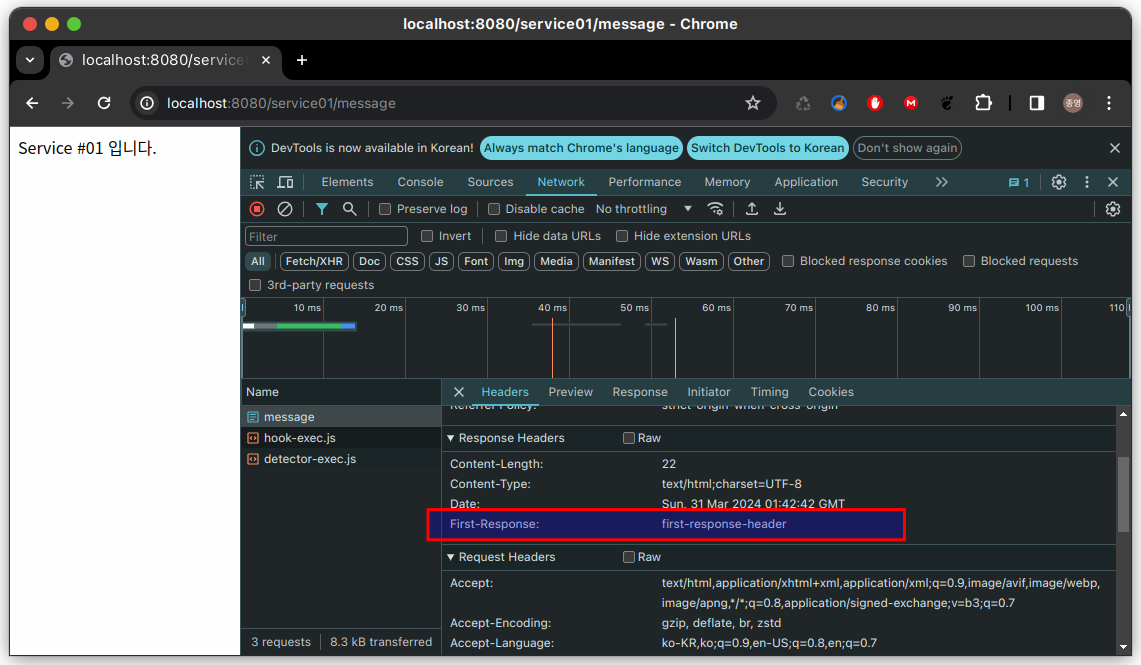 localhost:8080/service01/message - Chrome
localhost:8080/service
localhost:8080/service01/message
종영
Service #01 입니다.
DevTools is now available in Korean! Always match Chrome's language Switch DevTools to Korean Don't show again
Elements Console Sources Network Performance Memory Application Security 1
Preserve log Disable cache No throttling
Filter Invert Hide data URLs Hide extension URLs
All Fetch/XHR Doc CSS JS Font Img Media Manifest WS Wasm Other Blocked response cookies Blocked requests
3rd-party requests
10 ms 20 ms 30 ms 40 ms 50 ms 60 ms 70 ms 80 ms 90 ms 100 ms 110
Name Headers Preview Response Initiator Timing Cookies
message
hook-exec.js
detector-exec.js
Referrer Policy: strict-origin-when-cross-origin
Response Headers Raw
Content-Length: 22
Content-Type: text/html;charset=UTF-8
Date: Sun, 31 Mar 2024 01:42:42 GMT
First-Response: first-response-header
Request Headers Raw
Accept: text/html,application/xhtml+xml,application/xml;q=0.9,image/avif,image/webp,
image/apng,*/*;q=0.8,application/signed-exchange;v=b3;q=0.7
Accept-Encoding: gzip, deflate, br, zstd
Accept-Language: ko-KR,ko;q=0.9,en-US;q=0.8,en;q=0.7
3 requests 8.3 kB transferred